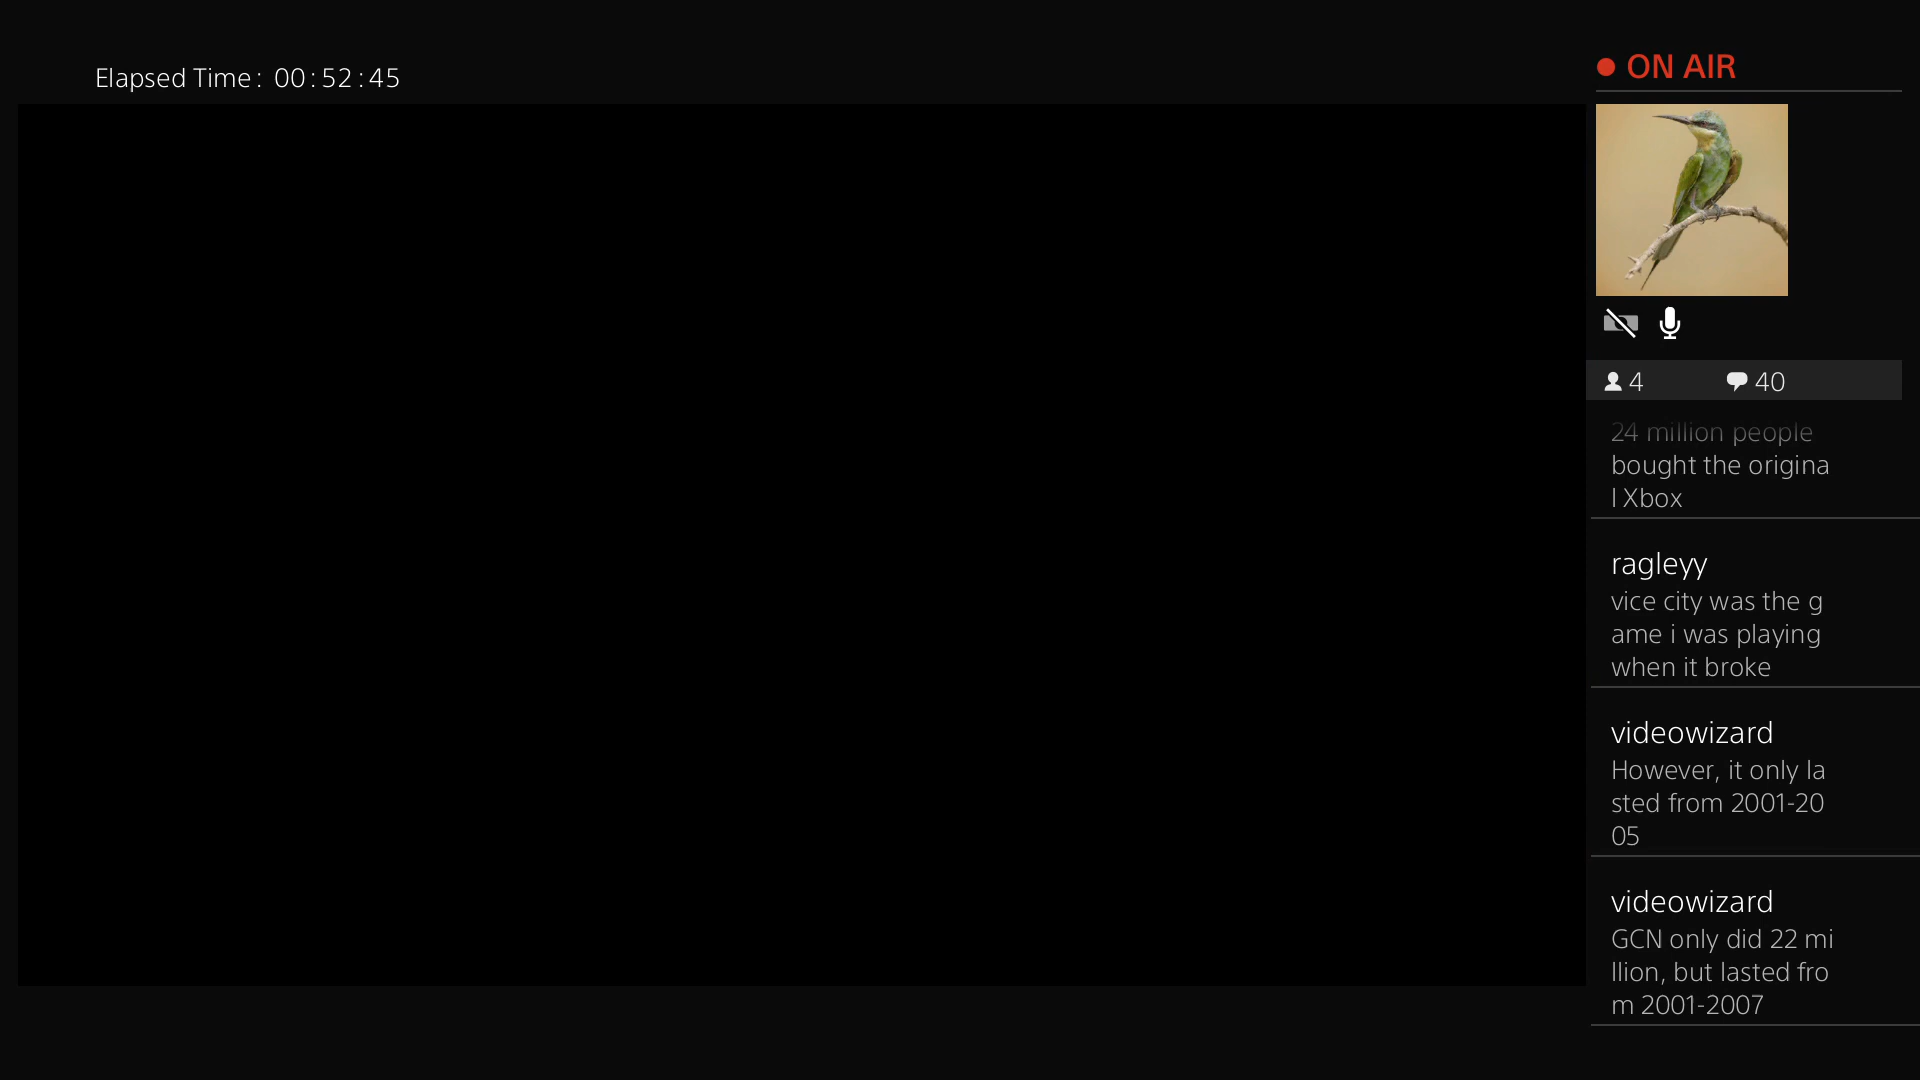 Elapsed Time: 00:52:45
ON AIR
4
40
24 million people
bought the origina
l Xbox
ragleyy
vice city was the g
ame i was playing
when it broke
videowizard
However, it only la
sted from 2001-20
05
videowizard
GCN only did 22 mi
llion, but lasted fro
m 2001-2007